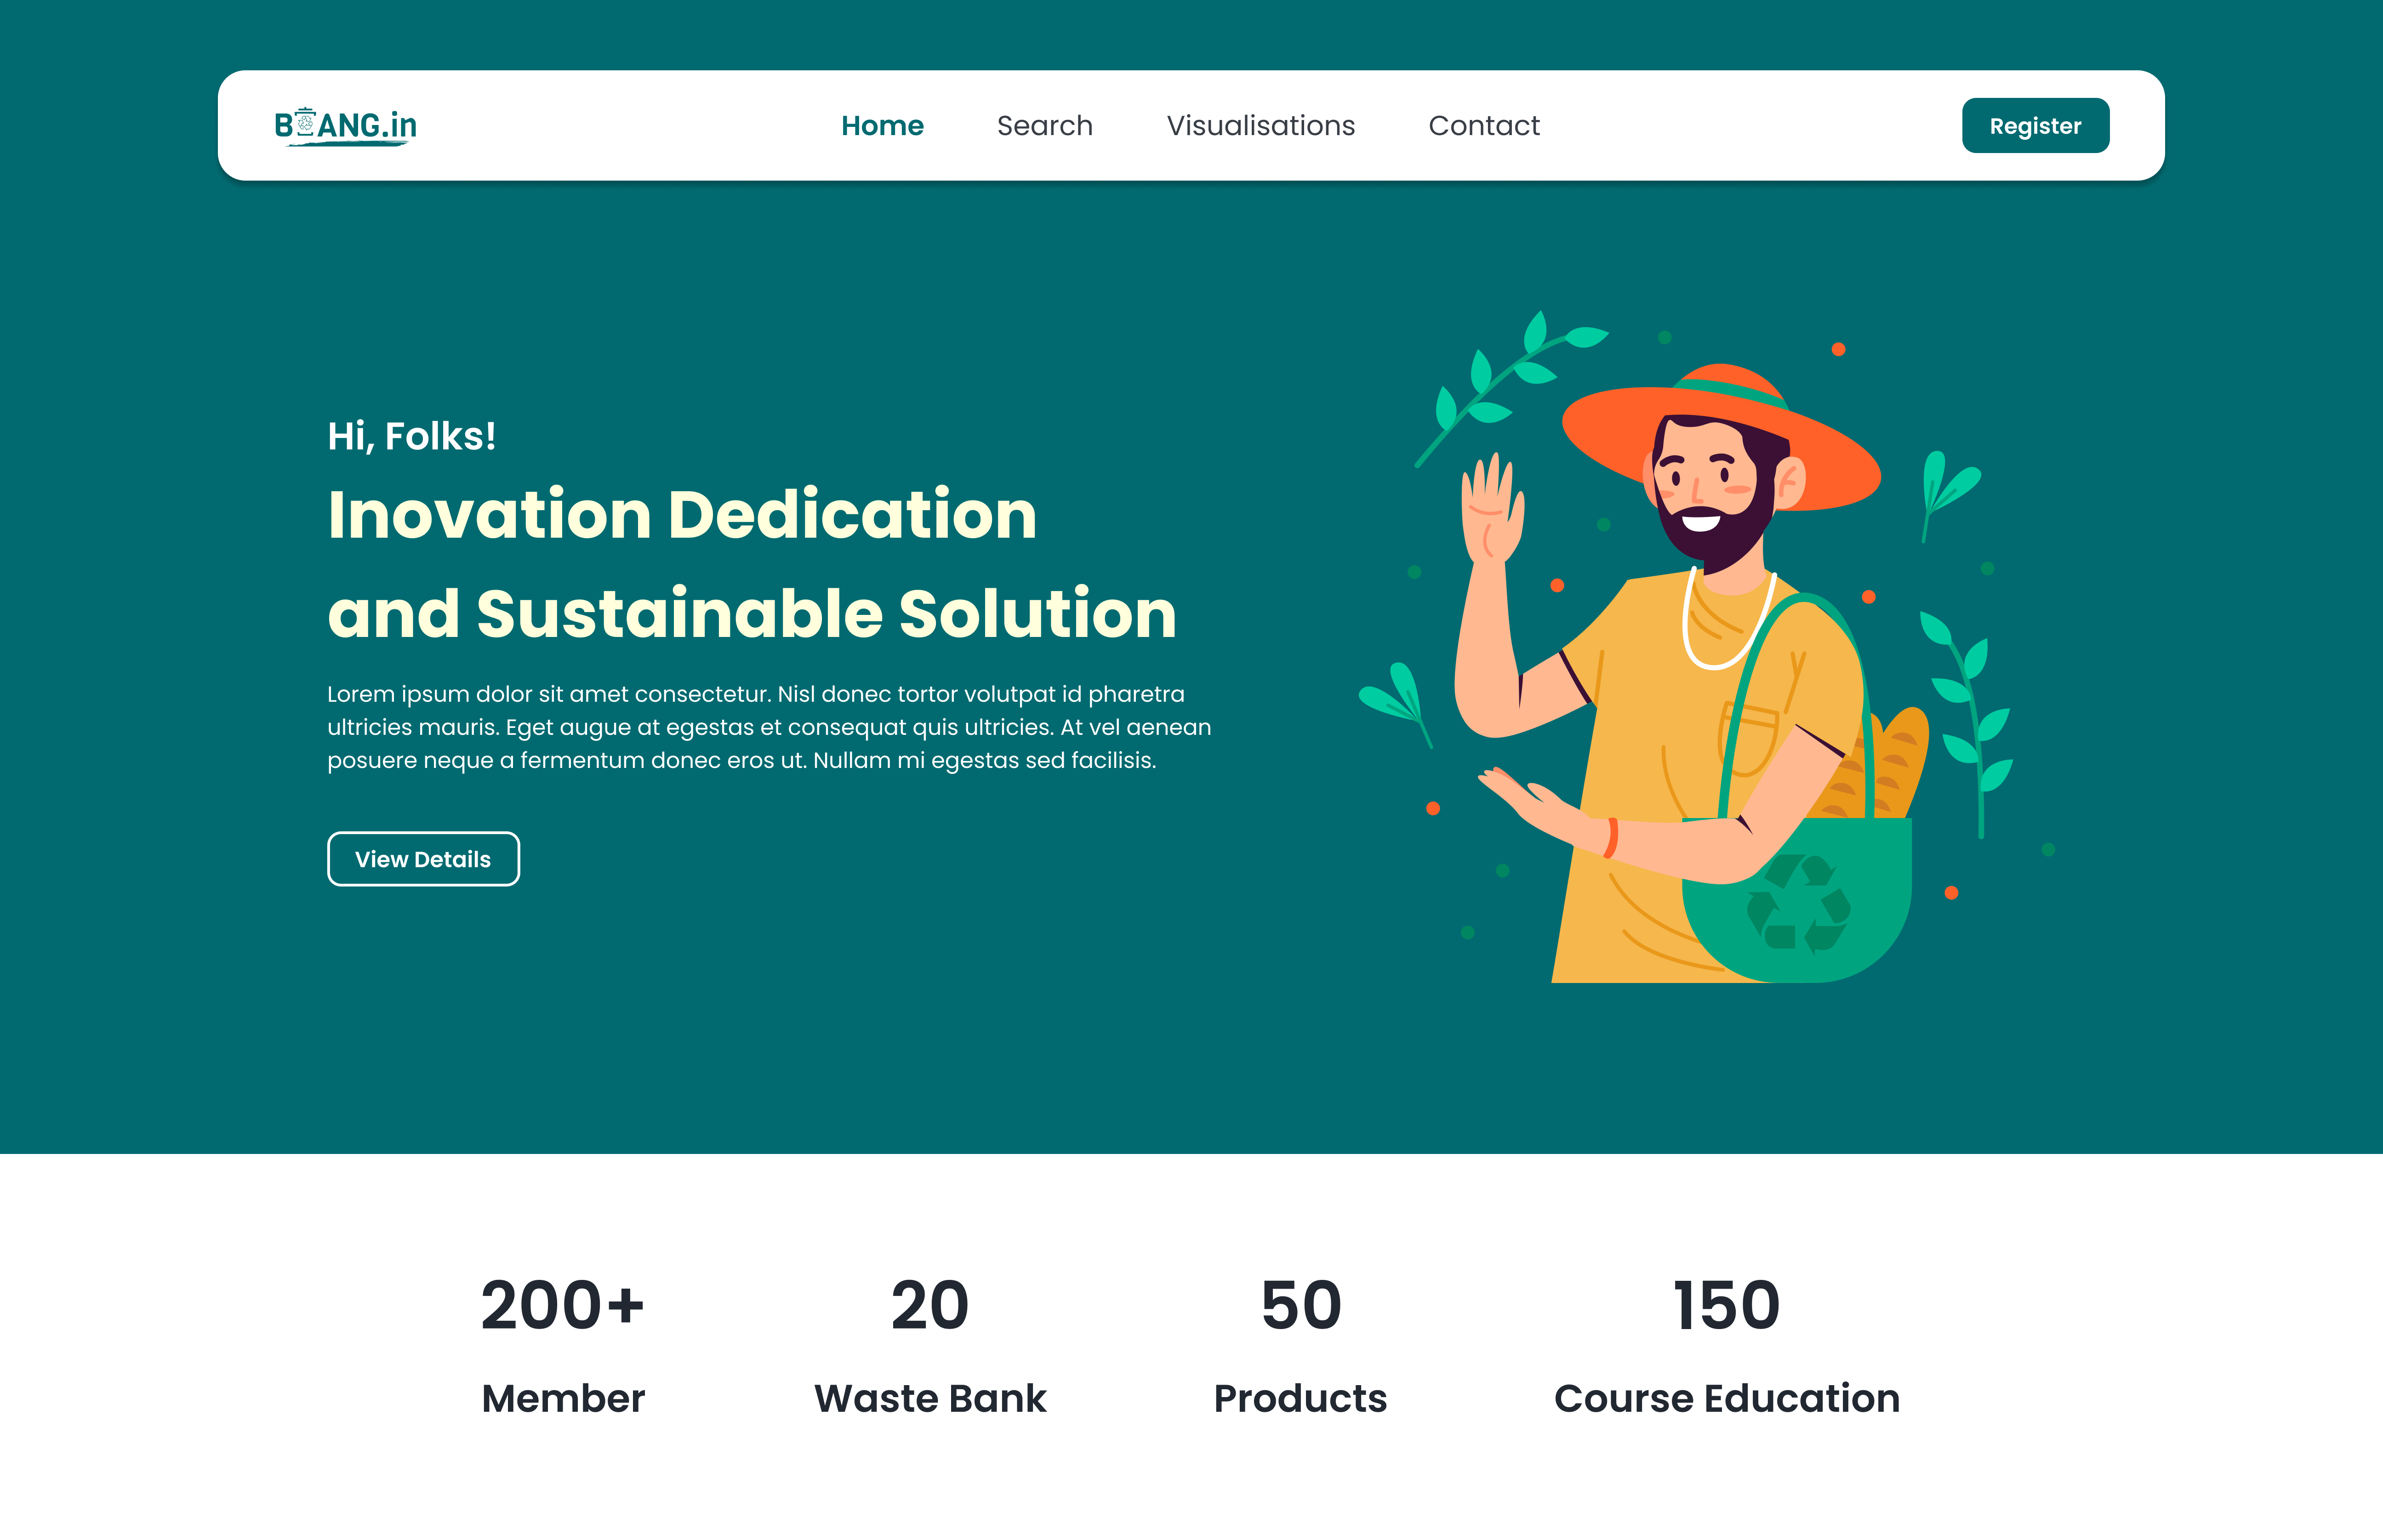 BUANG.in
Home
Search
Visualisations
Contact
Register
Hi, Folks!
Inovation Dedication
and Sustainable Solution
Lorem ipsum dolor sit amet consectetur. Nisl donec tortor volutpat id pharetra
ultricies mauris. Eget augue at egestas et consequat quis ultricies. At vel aenean
posuere neque a fermentum donec eros ut. Nullam mi egestas sed facilisis.
View Details
200+
Member
20
Waste Bank
50
Products
150
Course Education